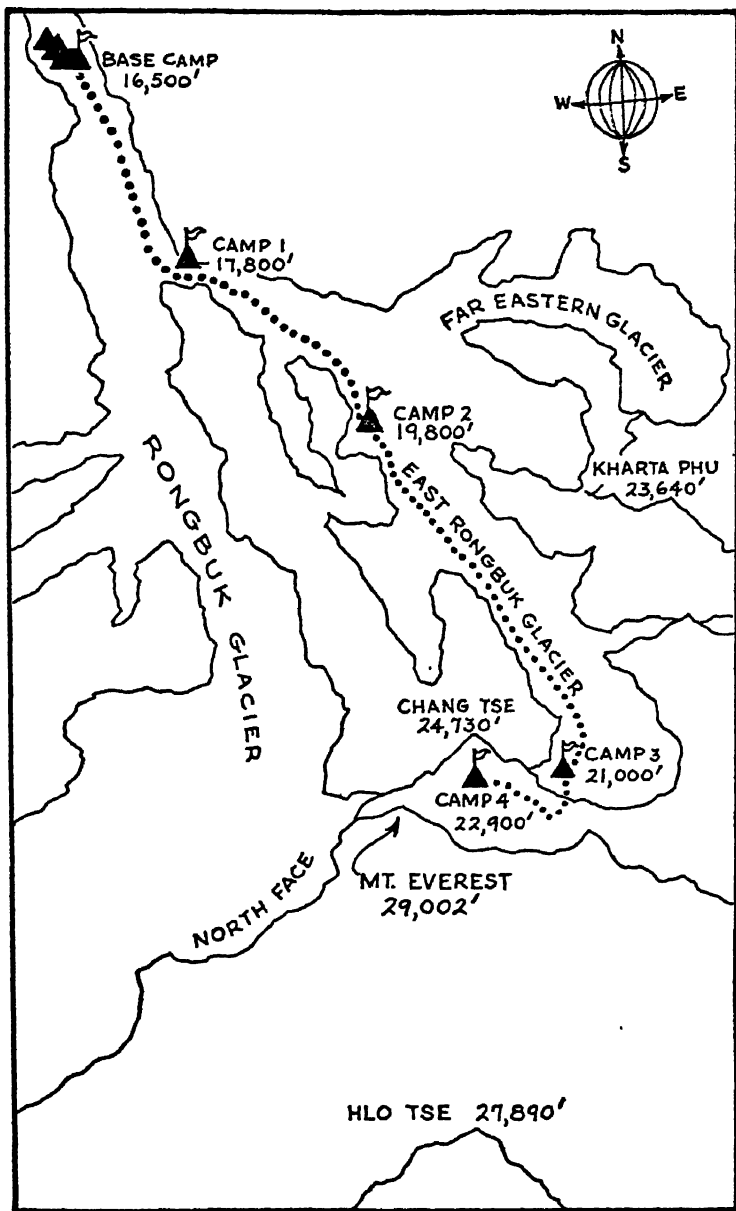 BASE CAMP
16,500'
N
W E
S
CAMP 1
17,800'
FAR EASTERN GLACIER
CAMP 2
19,800'
KHARTA PHU
23,640'
RONGBUK GLACIER
EAST RONGBUK GLACIER
CHANG TSE
24,730'
CAMP 3
21,000'
CAMP 4
22,900'
MT. EVEREST
29,002'
NORTH FACE
HLO TSE 27,890'